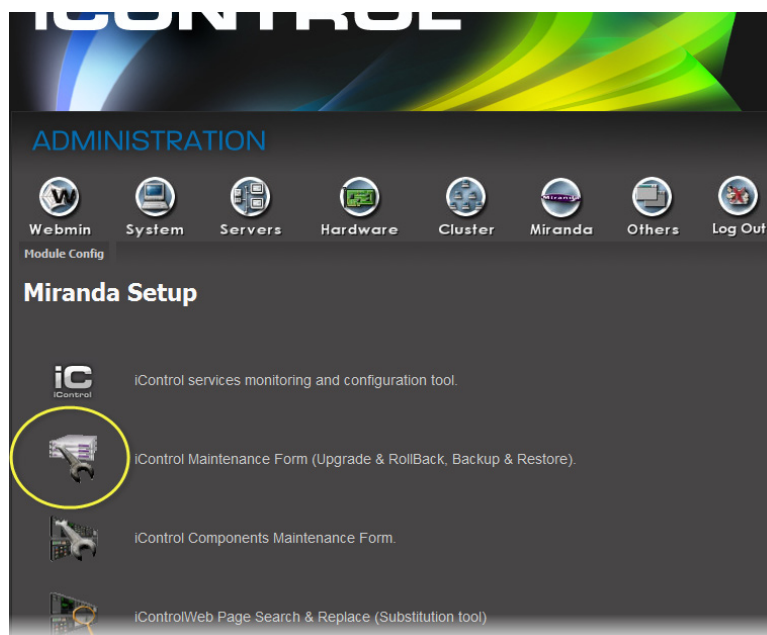 iCONTROL
ADMINISTRATION
Webmin System Servers Hardware Cluster Miranda Others Log Out
Module Config
Miranda Setup
iC
iControl
iControl services monitoring and configuration tool.
iControl Maintenance Form (Upgrade & RollBack, Backup & Restore).
iControl Components Maintenance Form.
iControlWeb Page Search & Replace (Substitution tool)